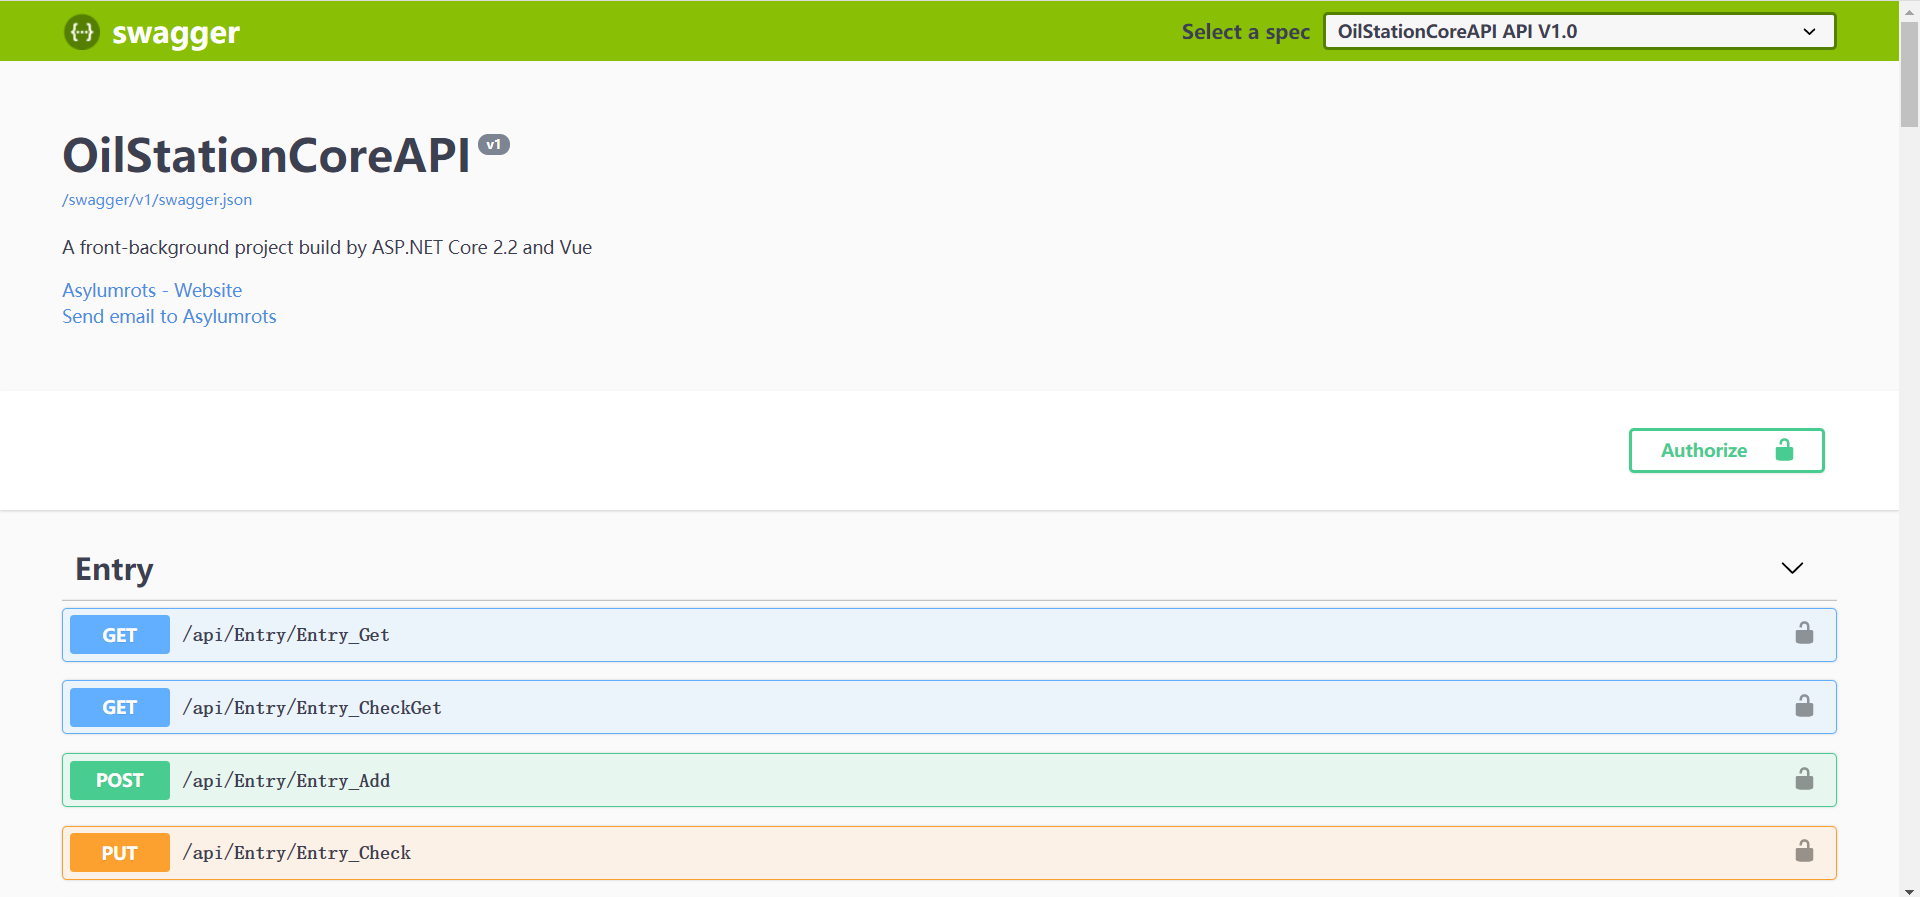 {···} swagger
Select a spec
OilStationCoreAPI API V1.0
OilStationCoreAPI v1
/swagger/v1/swagger.json
A front-background project build by ASP.NET Core 2.2 and Vue
Asylumrots - Website
Send email to Asylumrots
Authorize
Entry
GET /api/Entry/Entry_Get
GET /api/Entry/Entry_CheckGet
POST /api/Entry/Entry_Add
PUT /api/Entry/Entry_Check